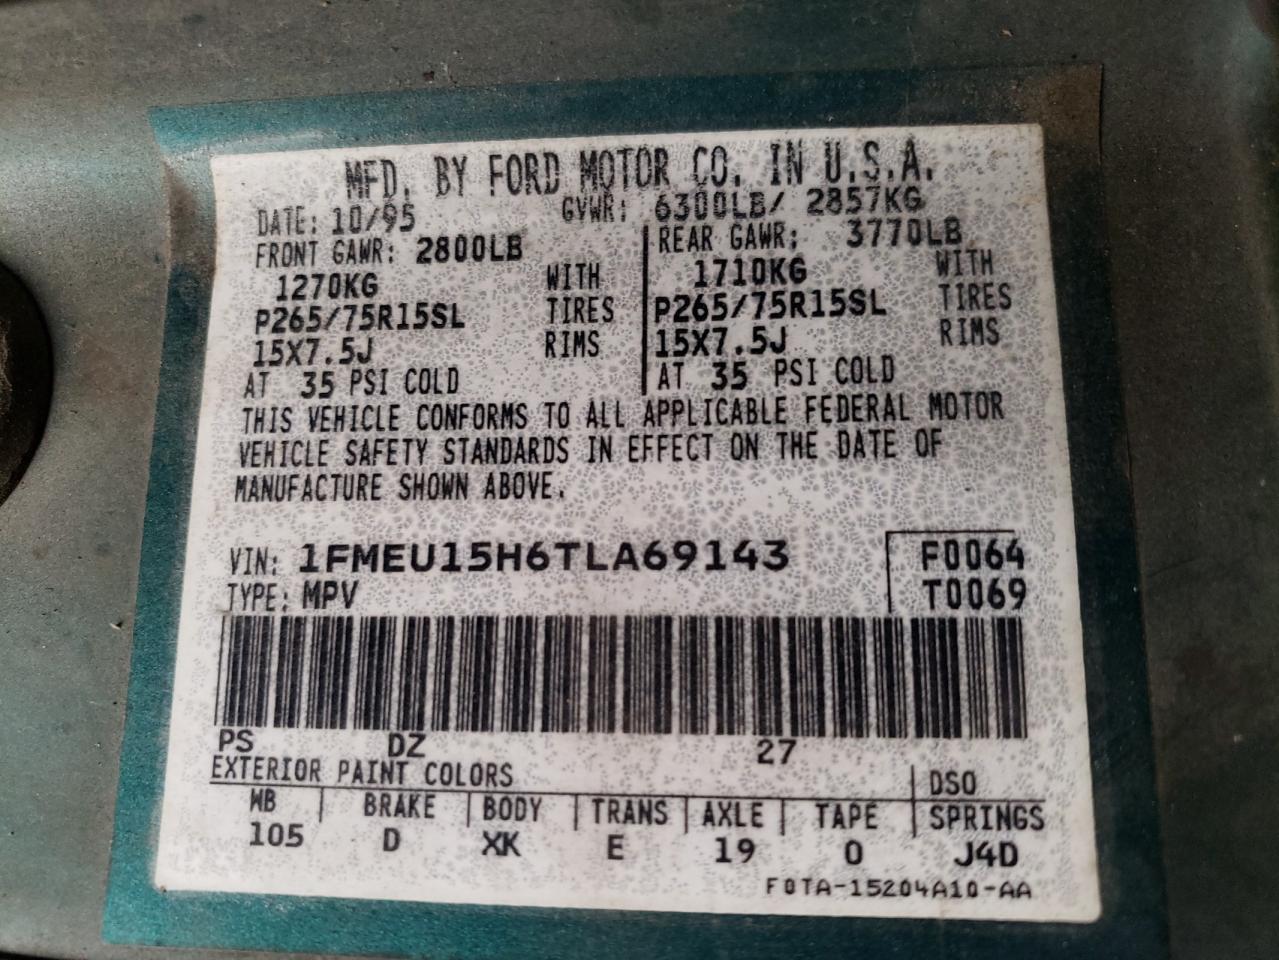 MFD. BY FORD MOTOR CO. IN U.S.A.
DATE: 10/95 GVWR: 6300LB/ 2857KG
FRONT GAWR: 2800LB REAR GAWR: 3770LB
1270KG WITH 1710KG WITH
P265/75R15SL TIRES P265/75R15SL TIRES
15X7.5J RIMS 15X7.5J RIMS
AT 35 PSI COLD AT 35 PSI COLD
THIS VEHICLE CONFORMS TO ALL APPLICABLE FEDERAL MOTOR
VEHICLE SAFETY STANDARDS IN EFFECT ON THE DATE OF
MANUFACTURE SHOWN ABOVE.
VIN: 1FMEU15H6TLA69143 F0064
TYPE: MPV T0069
PS DZ 27
EXTERIOR PAINT COLORS DSO
WB BRAKE BODY TRANS AXLE TAPE SPRINGS
105 D XK E 19 0 J4D
F0TA-15204A10-AA